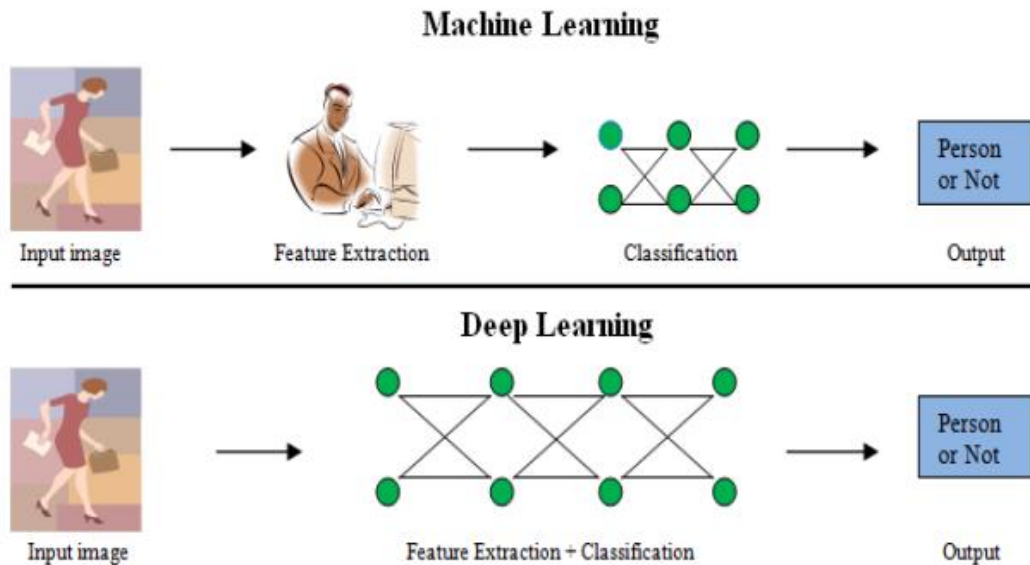 Machine Learning
Input image
Feature Extraction
Classification
Person
or Not
Output
Deep Learning
Input image
Feature Extraction + Classification
Person
or Not
Output